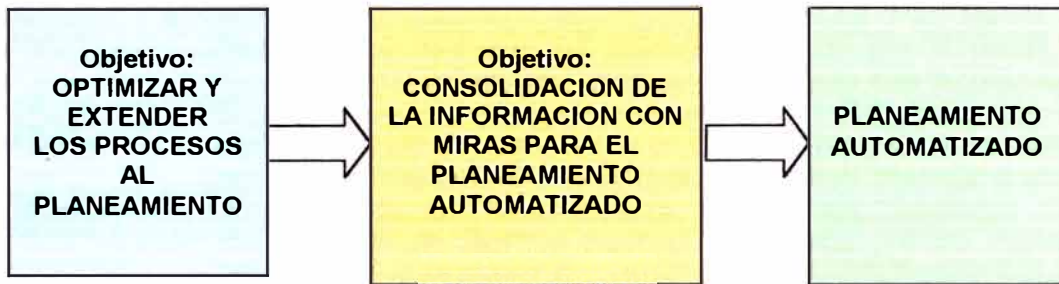 Objetivo:
OPTIMIZAR Y
EXTENDER
LOS PROCESOS
AL
PLANEAMIENTO
Objetivo:
CONSOLIDACION DE
LA INFORMACION CON
MIRAS PARA EL
PLANEAMIENTO
AUTOMATIZADO
PLANEAMIENTO
AUTOMATIZADO